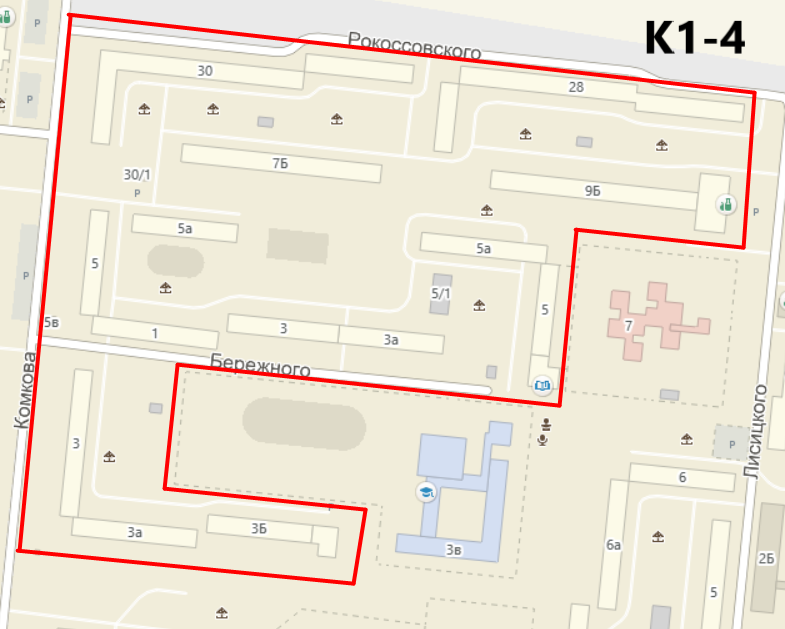 К1-4
Рокоссовского
Р
Р
30
28
7Б
30/1
Р
9Б
Р
5а
5а
5
Р
5/1
5
7
5в
1
3
3а
Бережного
Комкова
Лисицкого
3
Р
6
3а
3Б
3в
6а
2Б
5